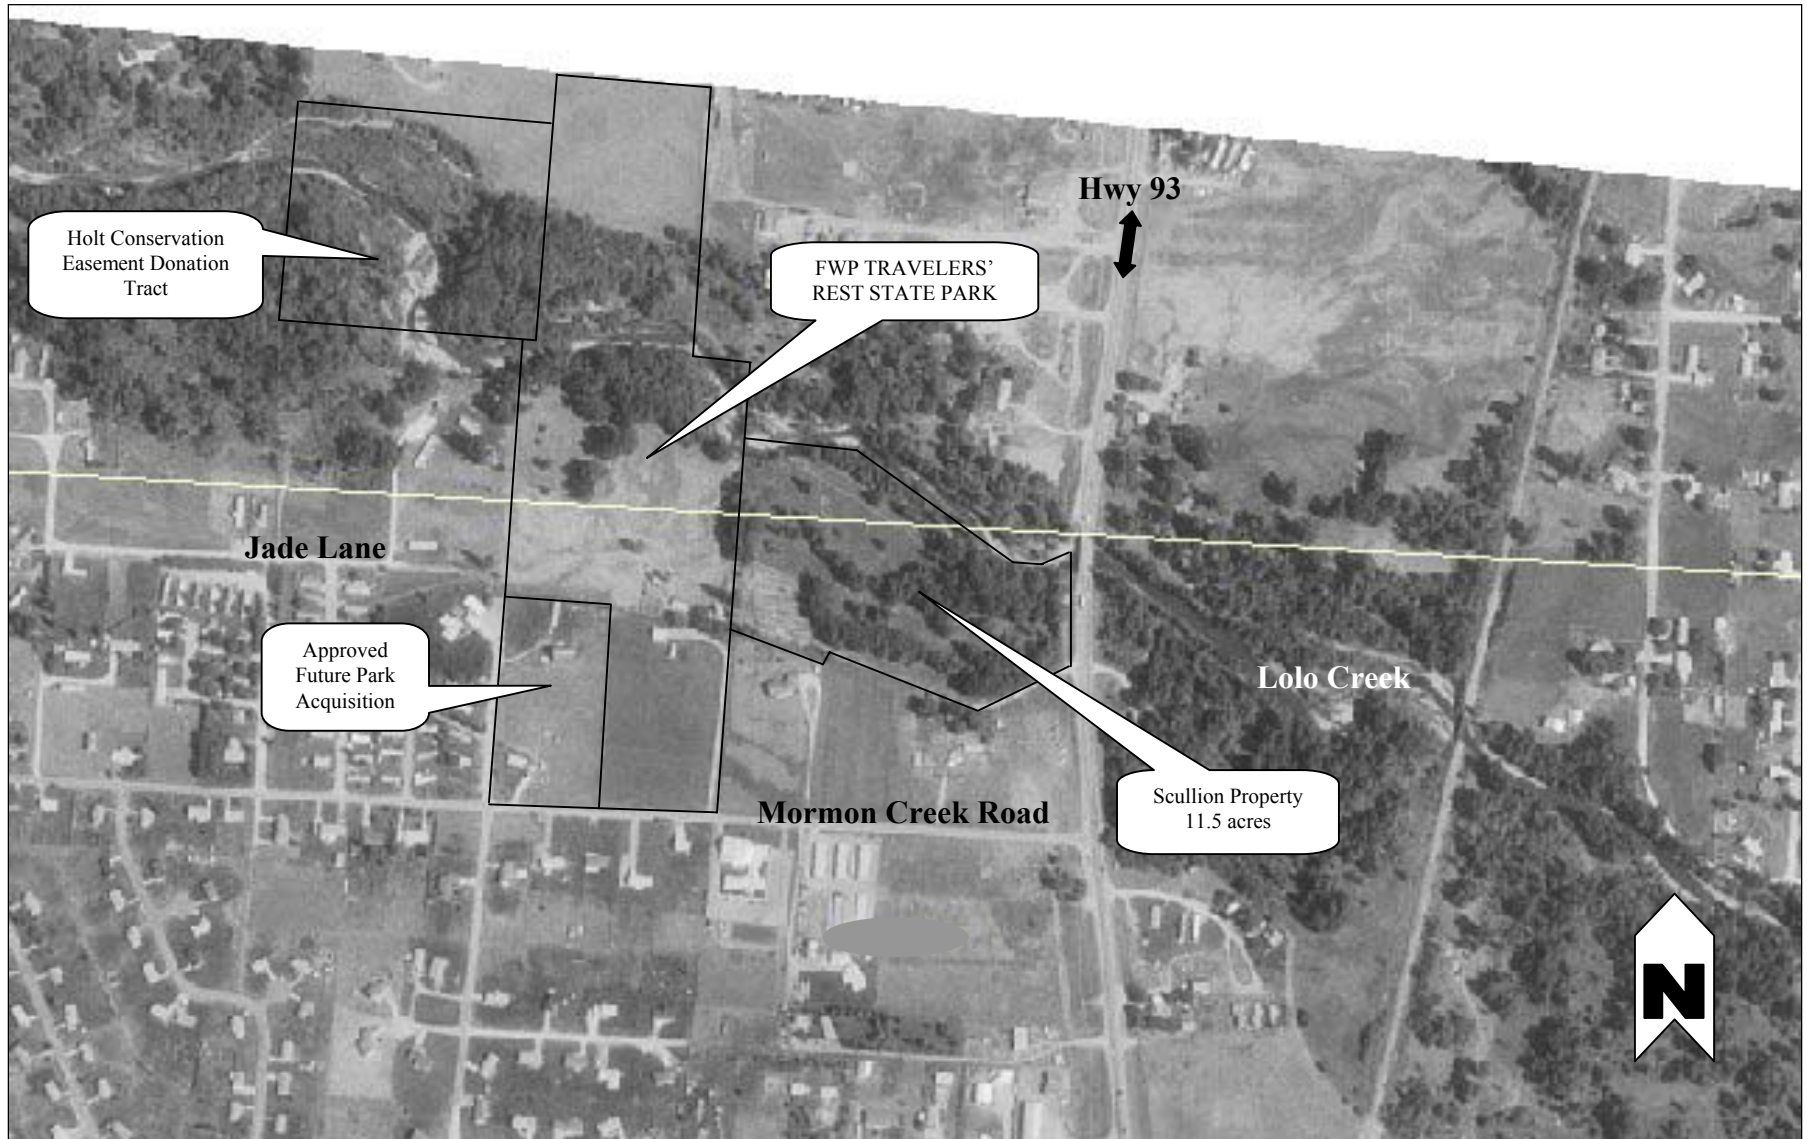 Hwy 93
Holt Conservation
Easement Donation
Tract
FWP TRAVELERS’
REST STATE PARK
Jade Lane
Approved
Future Park
Acquisition
Lolo Creek
Scullion Property
11.5 acres
Mormon Creek Road
N